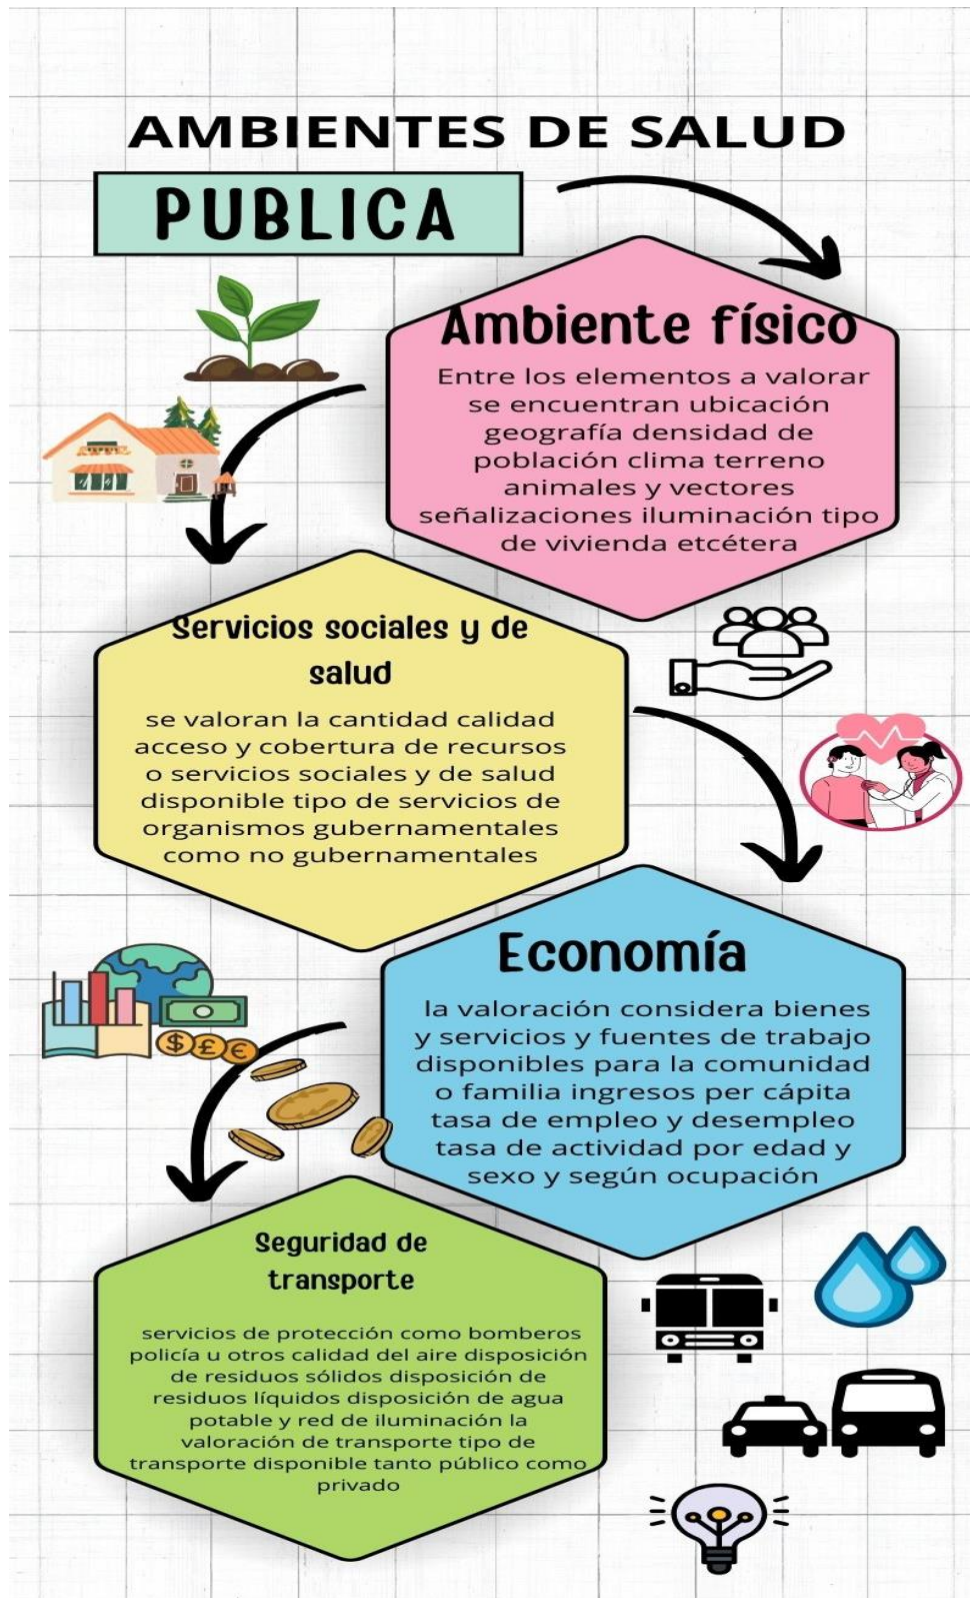 AMBIENTES DE SALUD
PUBLICA
Ambiente físico
Entre los elementos a valorar
se encuentran ubicación
geografía densidad de
población clima terreno
animales y vectores
señalizaciones iluminación tipo
de vivienda etcétera
Servicios sociales y de
salud
se valoran la cantidad calidad
acceso y cobertura de recursos
o servicios sociales y de salud
disponible tipo de servicios de
organismos gubernamentales
como no gubernamentales
Economía
la valoración considera bienes
y servicios y fuentes de trabajo
disponibles para la comunidad
o familia ingresos per cápita
tasa de empleo y desempleo
tasa de actividad por edad y
sexo y según ocupación
$ £ €
Seguridad de
transporte
servicios de protección como bomberos
policía u otros calidad del aire disposición
de residuos sólidos disposición de
residuos líquidos disposición de agua
potable y red de iluminación la
valoración de transporte tipo de
transporte disponible tanto público como
privado